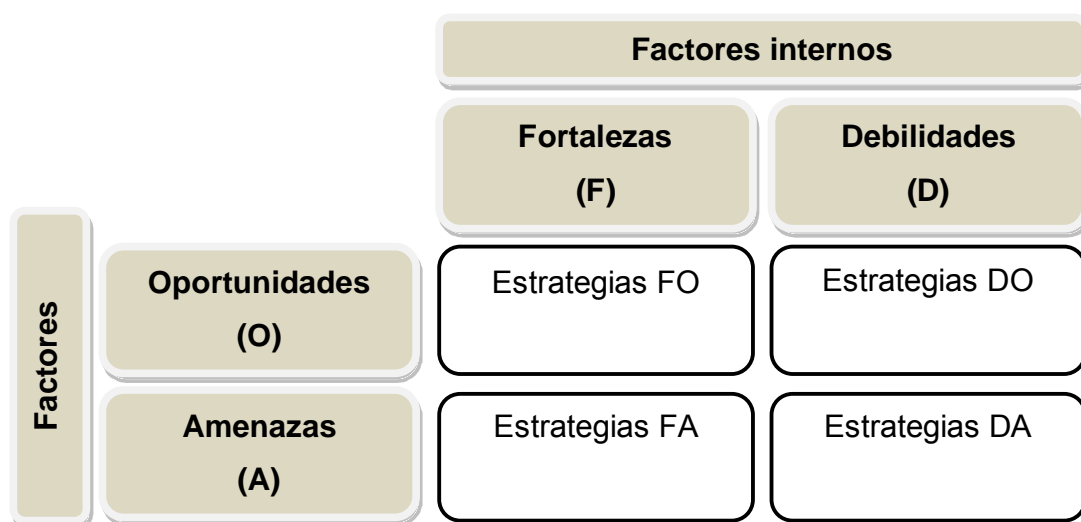 Factores internos
Fortalezas
(F)
Debilidades
(D)
Factores
Oportunidades
(O)
Estrategias FO
Estrategias DO
Amenazas
(A)
Estrategias FA
Estrategias DA